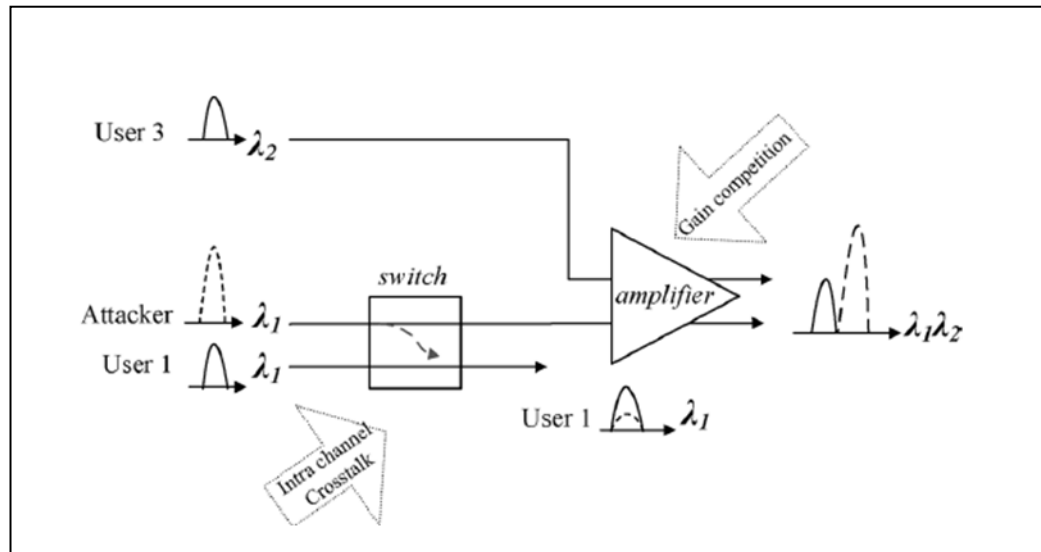 User 3
λ2
Gain competition
switch
amplifier
Attacker
λ1
λ1λ2
User 1
λ1
User 1
λ1
Intra channel
Crosstalk